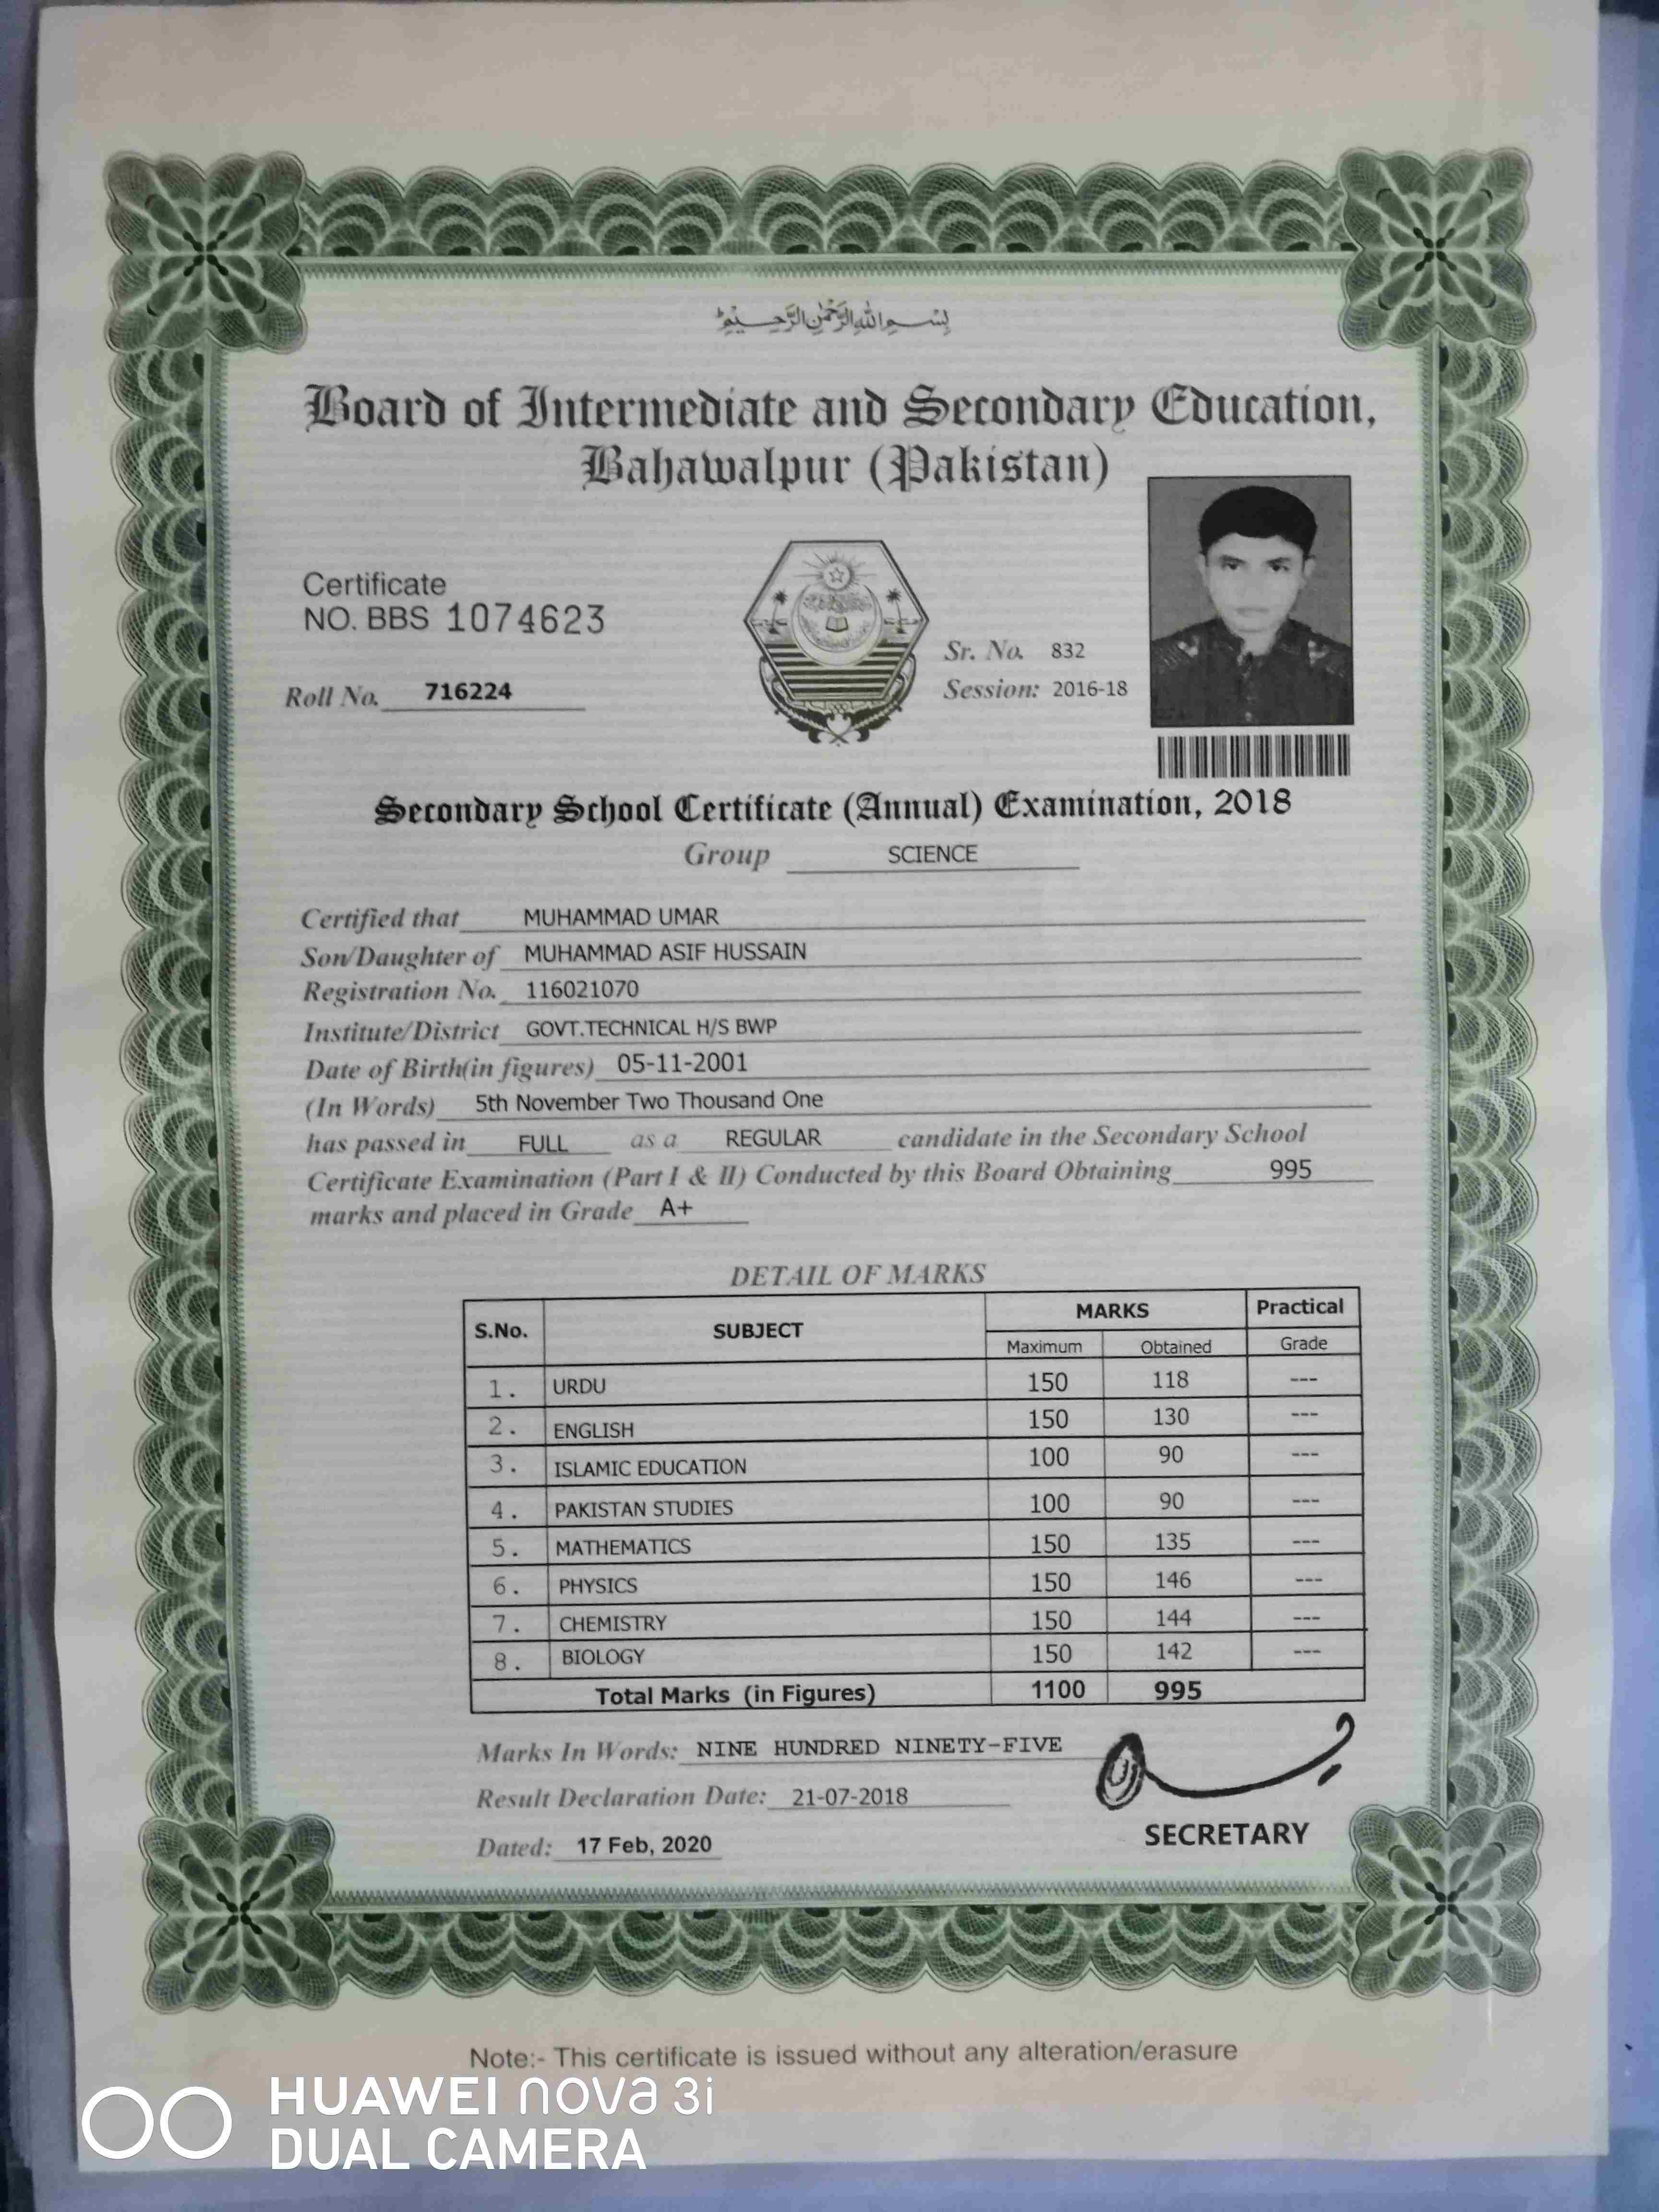 بِسْمِ اللهِ الرَّحْمٰنِ الرَّحِيْمِ
Board of Intermediate and Secondary Education,
Bahawalpur (Pakistan)
Certificate
NO. BBS 1074623
Roll No. 716224
Sr. No. 832
Session: 2016-18
Secondary School Certificate (Annual) Examination, 2018
Group SCIENCE
Certified that MUHAMMAD UMAR
Son/Daughter of MUHAMMAD ASIF HUSSAIN
Registration No. 116021070
Institute/District GOVT.TECHNICAL H/S BWP
Date of Birth(in figures) 05-11-2001
(In Words) 5th November Two Thousand One
has passed in FULL as a REGULAR candidate in the Secondary School
Certificate Examination (Part I & II) Conducted by this Board Obtaining 995
marks and placed in Grade A+
DETAIL OF MARKS
S.No. SUBJECT MARKS Practical
Maximum Obtained Grade
1. URDU 150 118 ---
2. ENGLISH 150 130 ---
3. ISLAMIC EDUCATION 100 90 ---
4. PAKISTAN STUDIES 100 90 ---
5. MATHEMATICS 150 135 ---
6. PHYSICS 150 146 ---
7. CHEMISTRY 150 144 ---
8. BIOLOGY 150 142 ---
Total Marks (in Figures) 1100 995
Marks In Words: NINE HUNDRED NINETY-FIVE
Result Declaration Date: 21-07-2018
Dated: 17 Feb, 2020
SECRETARY
Note:- This certificate is issued without any alteration/erasure
HUAWEI nova 3i
DUAL CAMERA